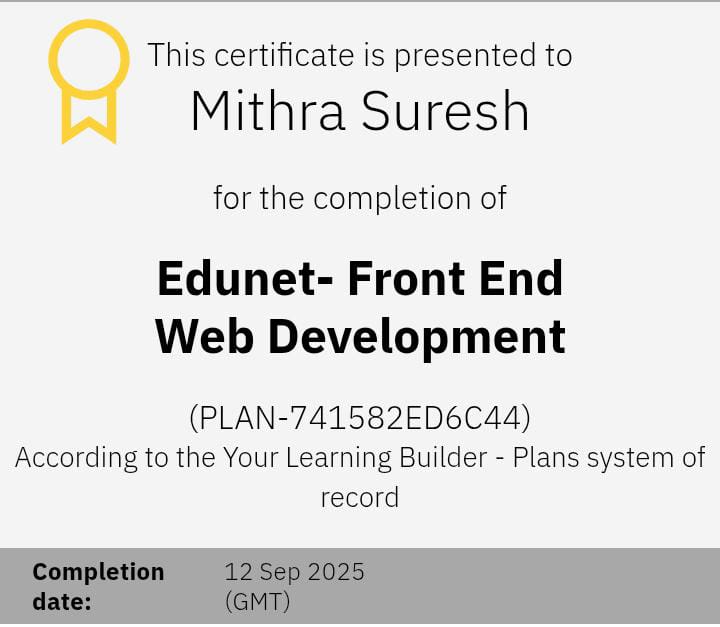 This certificate is presented to
Mithra Suresh
for the completion of
Edunet- Front End
Web Development
(PLAN-741582ED6C44)
According to the Your Learning Builder - Plans system of
record
Completion date:
12 Sep 2025 (GMT)